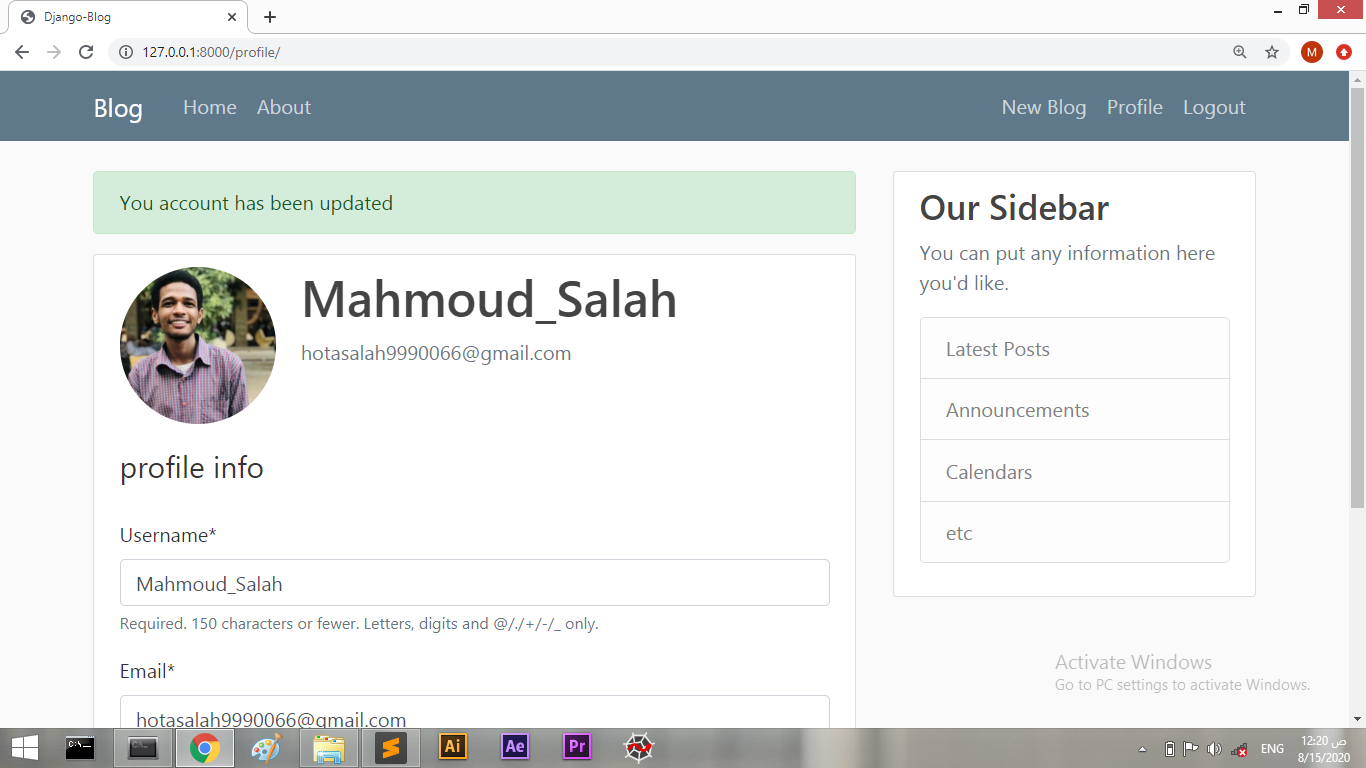 Django-Blog
127.0.0.1:8000/profile/
M
Blog
Home
About
New Blog
Profile
Logout
You account has been updated
Mahmoud_Salah
hotasalah9990066@gmail.com
profile info
Username*
Mahmoud_Salah
Required. 150 characters or fewer. Letters, digits and @/./+/-/_ only.
Email*
hotasalah9990066@gmail.com
Our Sidebar
You can put any information here
you'd like.
Latest Posts
Announcements
Calendars
etc
Activate Windows
Go to PC settings to activate Windows.
Ai
Ae
Pr
ENG
12:20 ص
8/15/2020